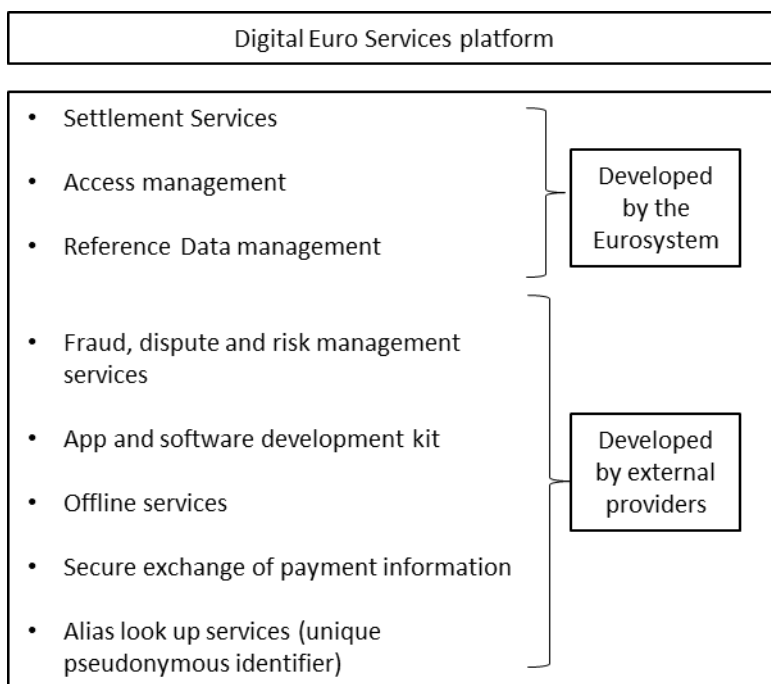 Digital Euro Services platform
• Settlement Services
• Access management
• Reference Data management
Developed
by the
Eurosystem
• Fraud, dispute and risk management
services
• App and software development kit
• Offline services
• Secure exchange of payment information
• Alias look up services (unique
pseudonymous identifier)
Developed
by external
providers